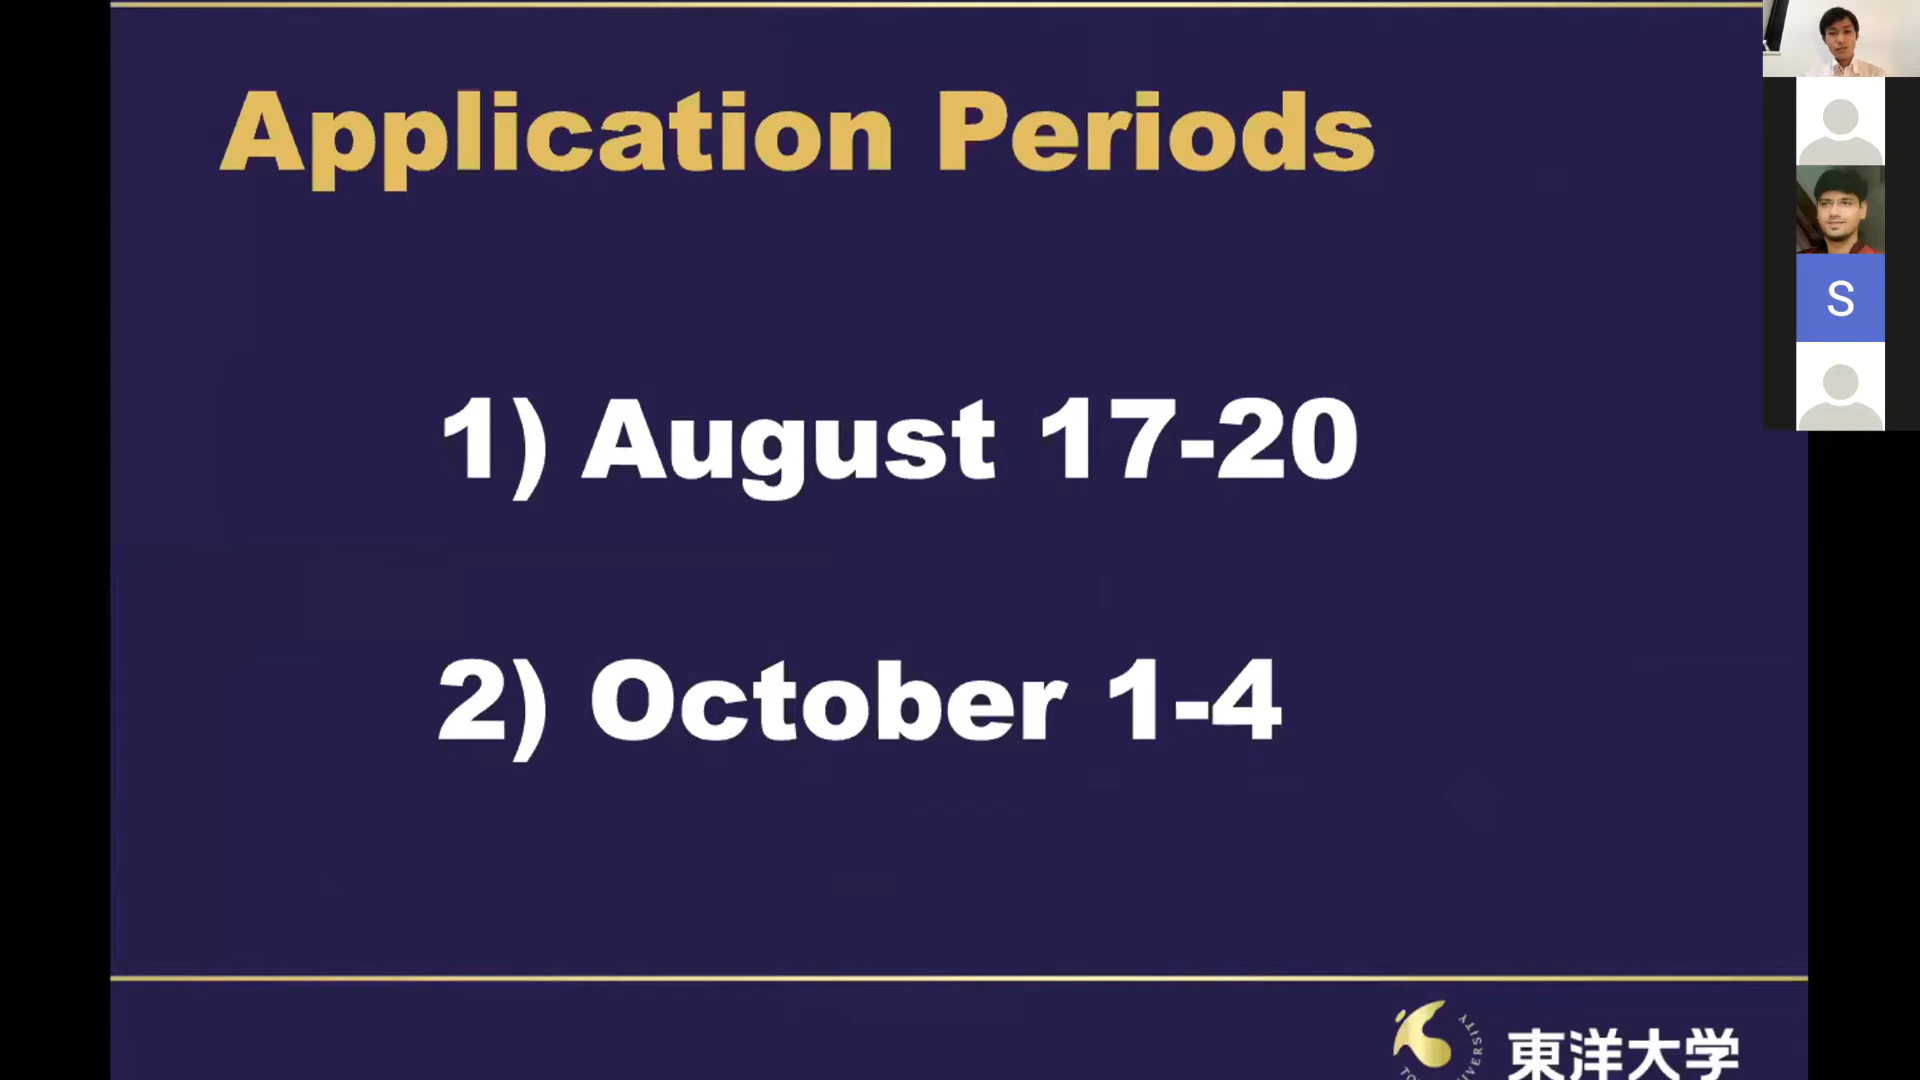 Application Periods
1) August 17-20
2) October 1-4
S
東洋大学